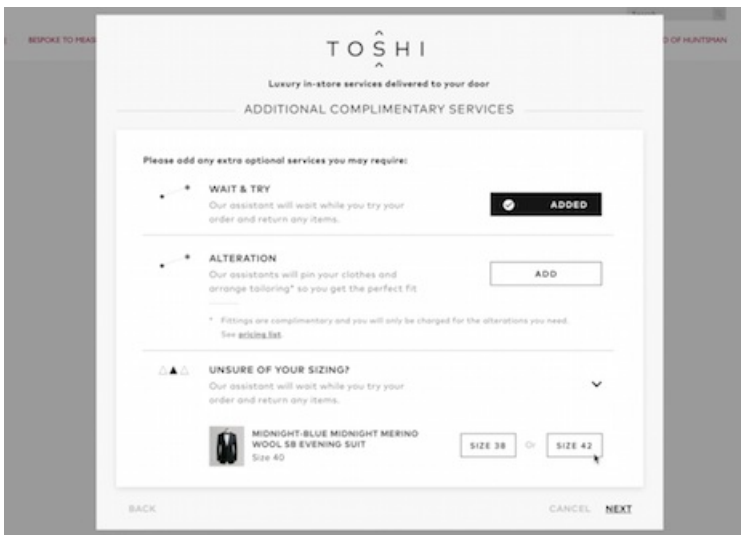 BESPOKE TO MEAS
D OF HUNTSMAN
TOSHI
Luxury in-store services delivered to your door
ADDITIONAL COMPLIMENTARY SERVICES
Please add any extra optional services you may require:
WAIT & TRY
Our assistant will wait while you try your
order and return any items.
ADDED
ALTERATION
Our assistants will pin your clothes and
arrange tailoring* so you get the perfect fit
ADD
* Fittings are complimentary and you will only be charged for the alterations you need.
See pricing list.
UNSURE OF YOUR SIZING?
Our assistant will wait while you try your
order and return any items.
MIDNIGHT-BLUE MIDNIGHT MERINO
WOOL SB EVENING SUIT
Size 40
SIZE 38 Or SIZE 42
BACK CANCEL NEXT